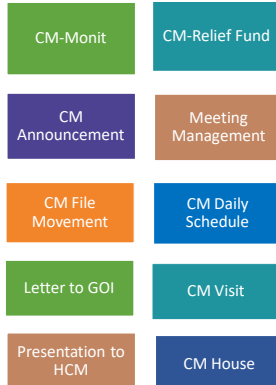 CM-Monit
CM-Relief Fund
CM
Announcement
Meeting
Management
CM File
Movement
CM Daily
Schedule
Letter to GOI
CM Visit
Presentation to
HCM
CM House